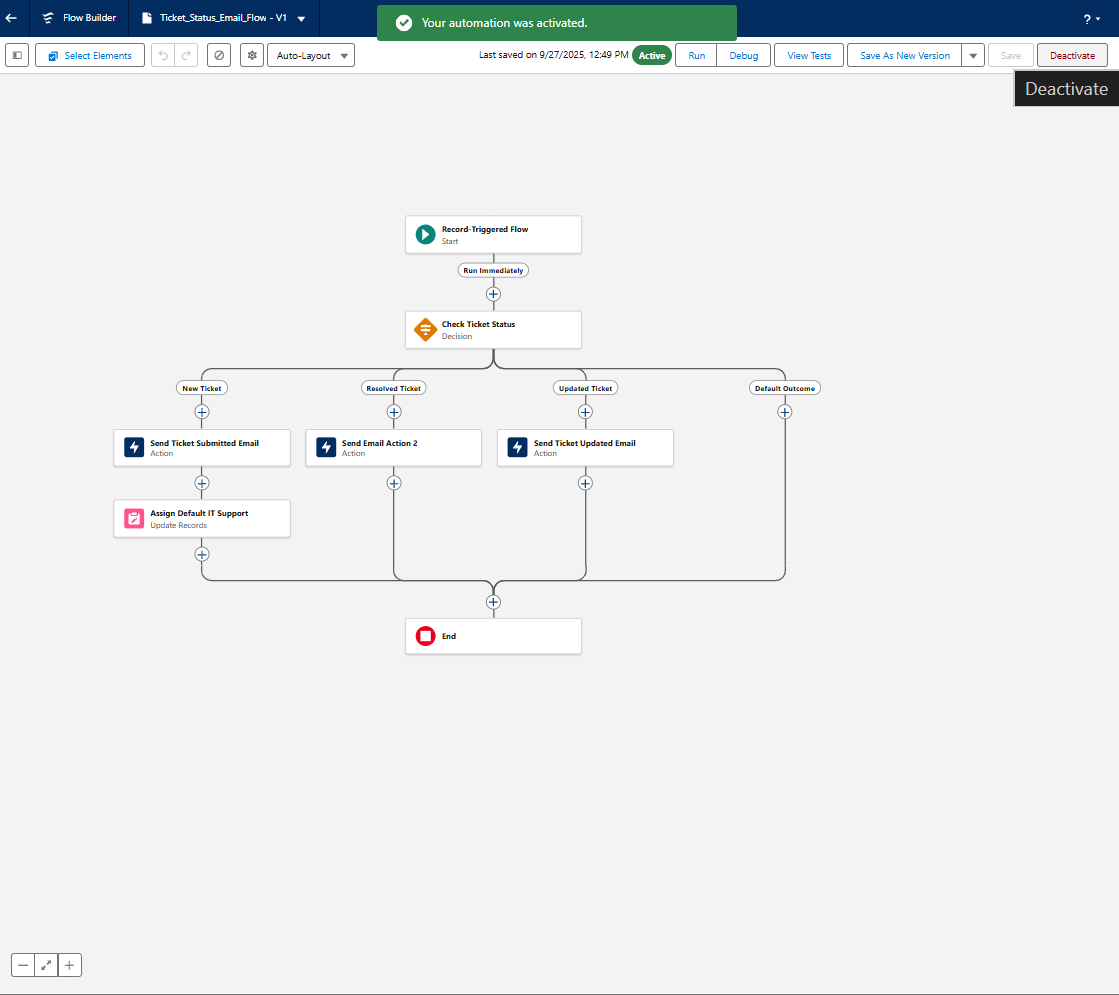 Flow Builder
Ticket_Status_Email_Flow - V1
Your automation was activated.
?
Select Elements
Auto-Layout
Last saved on 9/27/2025, 12:49 PM
Active
Run
Debug
View Tests
Save As New Version
Save
Deactivate
Deactivate
Record-Triggered Flow
Start
Run Immediately
Check Ticket Status
Decision
New Ticket
Resolved Ticket
Updated Ticket
Default Outcome
Send Ticket Submitted Email
Action
Send Email Action 2
Action
Send Ticket Updated Email
Action
Assign Default IT Support
Update Records
End